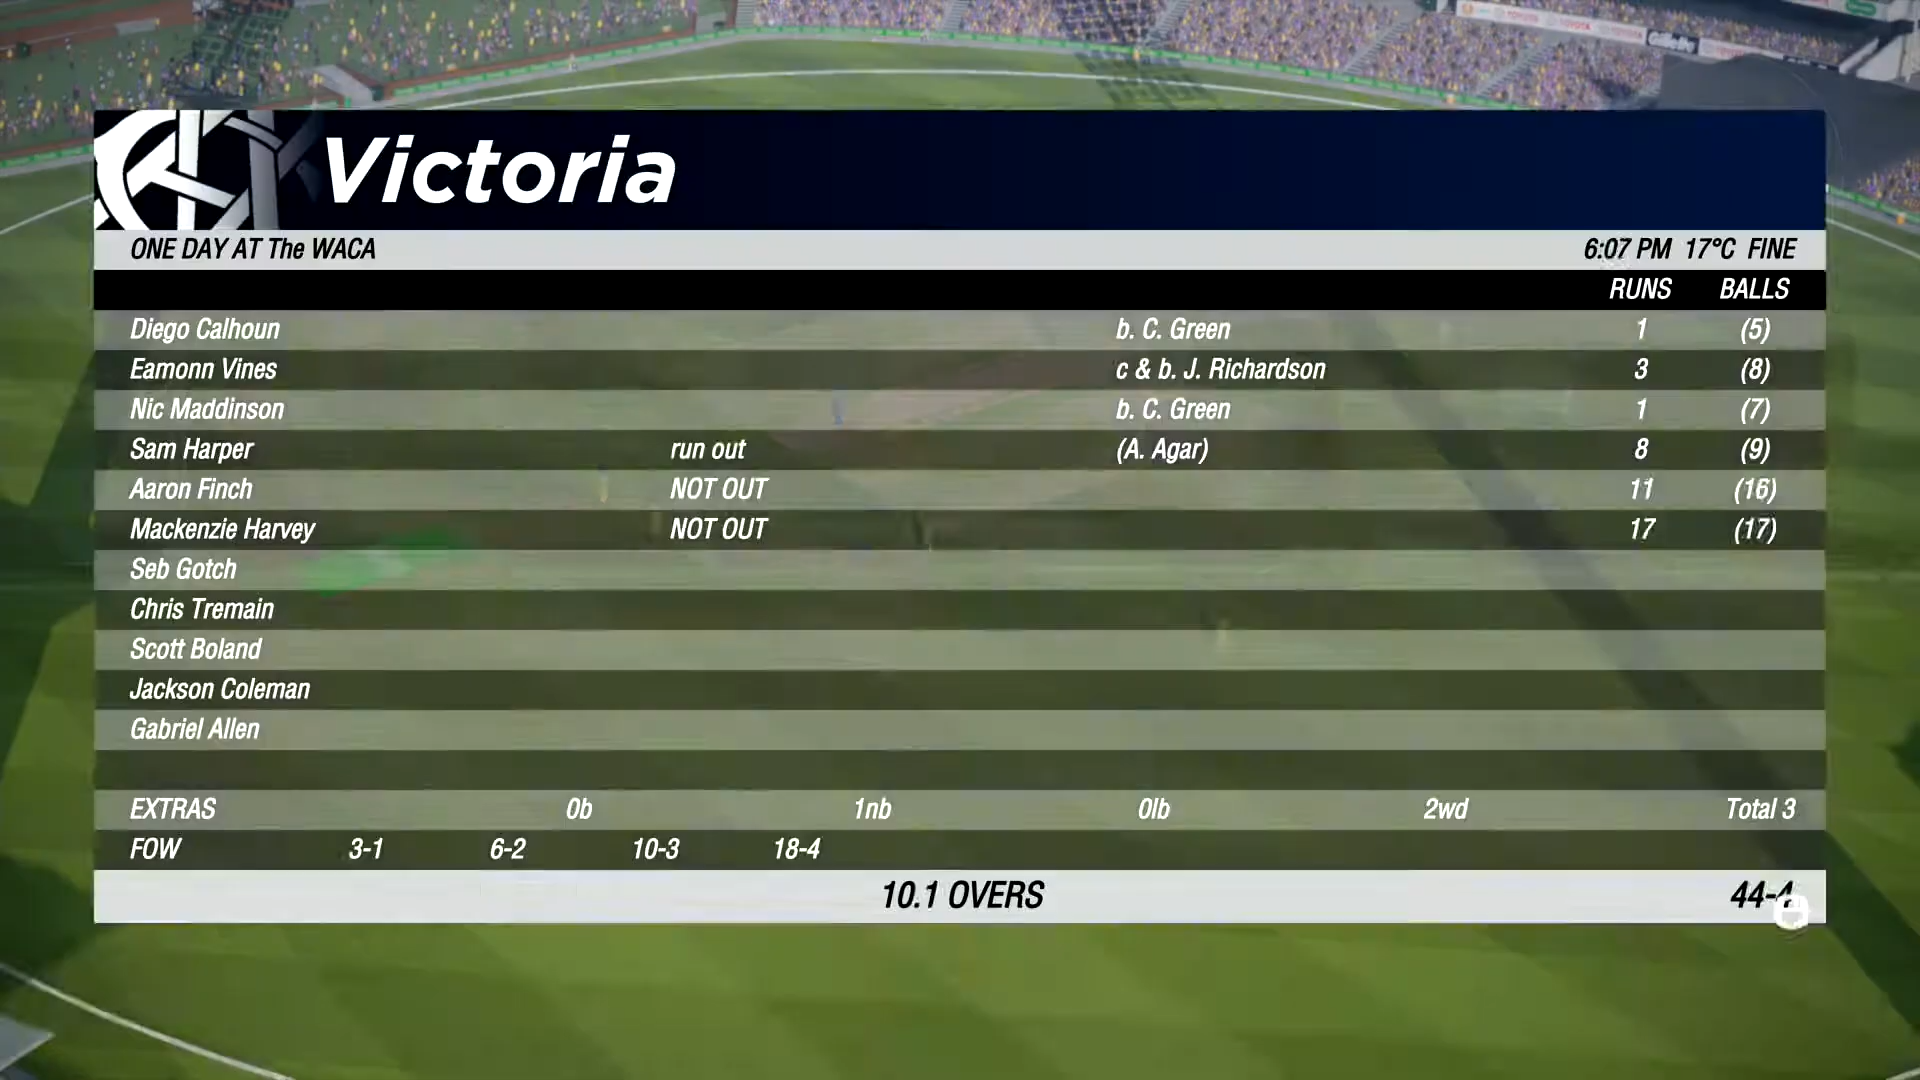 Victoria
ONE DAY AT The WACA 6:07 PM 17°C FINE
RUNS BALLS
Diego Calhoun b. C. Green 1 (5)
Eamonn Vines c & b. J. Richardson 3 (8)
Nic Maddinson b. C. Green 1 (7)
Sam Harper run out (A. Agar) 8 (9)
Aaron Finch NOT OUT 11 (16)
Mackenzie Harvey NOT OUT 17 (17)
Seb Gotch
Chris Tremain
Scott Boland
Jackson Coleman
Gabriel Allen
EXTRAS 0b 1nb 0lb 2wd Total 3
FOW 3-1 6-2 10-3 18-4
10.1 OVERS 44-4